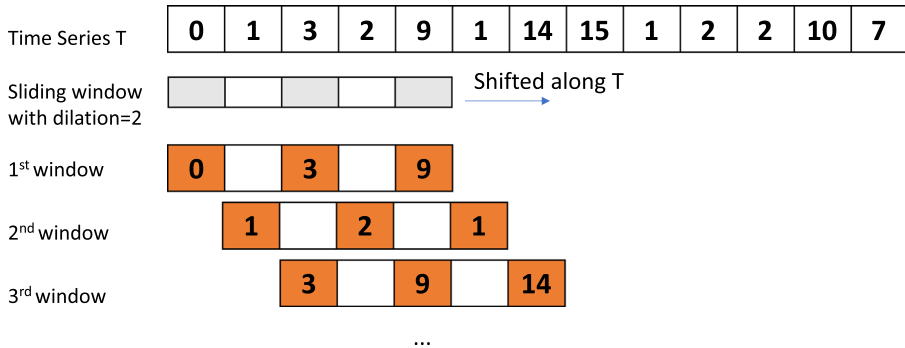 Time Series T 0 1 3 2 9 1 14 15 1 2 2 10 7
Sliding window
with dilation=2
Shifted along T
1st window 0 3 9
2nd window 1 2 1
3rd window 3 9 14
...